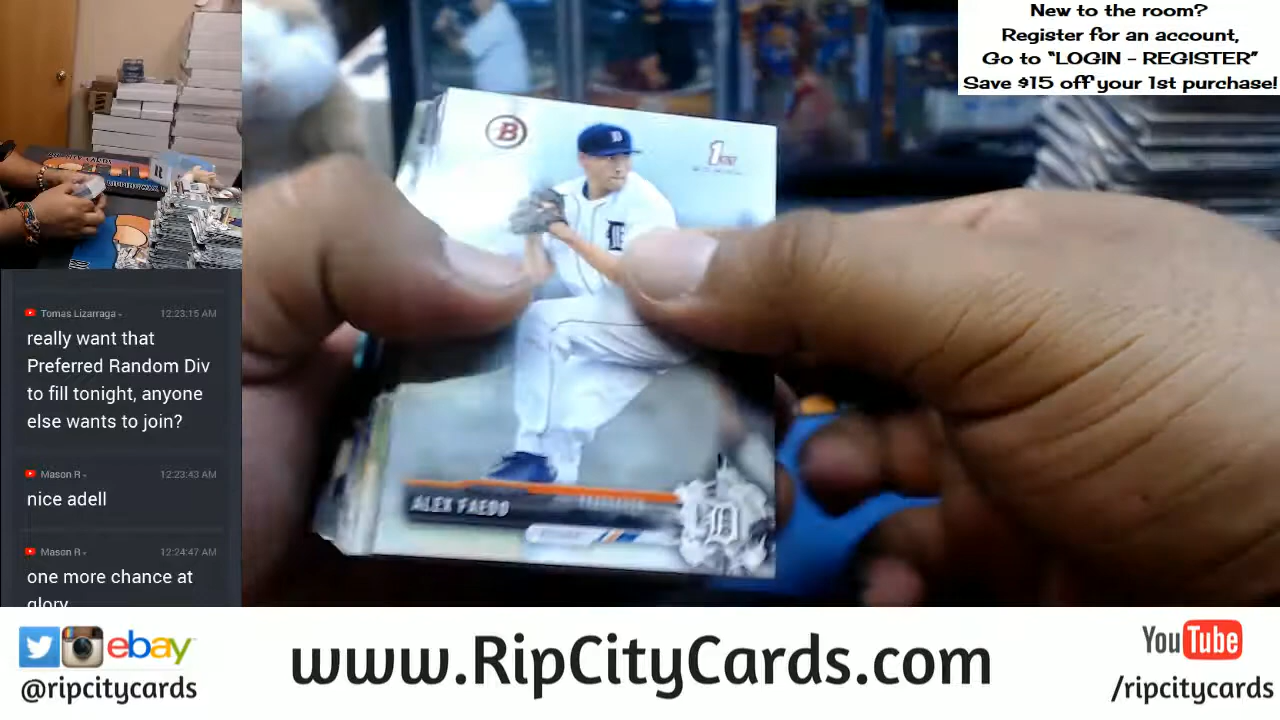 New to the room?
Register for an account,
Go to "LOGIN - REGISTER"
Save $15 off your 1st purchase!
B
1ST
D
D
ALEX FAEDO
D
Tomas Lizarraga
12:23:15 AM
really want that
Preferred Random Div
to fill tonight, anyone
else wants to join?
Mason R
12:23:43 AM
nice adell
Mason R
12:24:47 AM
one more chance at
glory
ebay
@ripcitycards
www.RipCityCards.com
YouTube
/ripcitycards